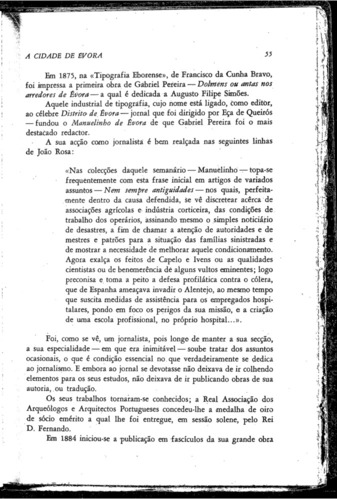 A CIDADE DE EVORA 55
Em 1875, na «Tipografia Eborense», de Francisco da Cunha Bravo,
foi impressa a primeira obra de Gabriel Pereira — Dolmens ou antas nos
arredores de Evora — a qual é dedicada a Augusto Filipe Simões.
Aquele industrial de tipografia, cujo nome está ligado, como editor,
ao célebre Distrito de Évora — jornal que foi dirigido por Eça de Queirós
— fundou o Manuelinho de Evora de que Gabriel Pereira foi o mais
destacado redactor.
A sua acção como jornalista é bem realçada nas seguintes linhas
de João Rosa:
«Nas colecções daquele semanário — Manuelinho — topa-se
frequentemente com esta frase inicial em artigos de variados
assuntos — Nem sempre antiguidades — nos quais, perfeita-
mente dentro da causa defendida, se vê discretear acêrca de
associações agrícolas e indústria corticeira, das condições de
trabalho dos operários, assinando mesmo o simples noticiário
de desastres, a fim de chamar a atenção de autoridades e de
mestres e patrões para a situação das famílias sinistradas e
de mostrar a necessidade de melhorar aquele condicionamento.
Agora exalça os feitos de Capelo e Ivens ou as qualidades
cientistas ou de benemerência de alguns vultos eminentes; logo
preconisa e toma a peito a defesa profilática contra o cólera,
que de Espanha ameaçava invadir o Alentejo, ao mesmo tempo
que suscita medidas de assistência para os empregados hospi-
talares, pondo em foco os perigos da sua missão, e a criação
de uma escola profissional, no próprio hospital...».
Foi, como se vê, um jornalista, pois longe de manter a sua secção,
a sua especialidade — em que era inimitável — soube tratar dos assuntos
ocasionais, o que é condição essencial no que verdadeiramente se dedica
ao jornalismo. E embora ao jornal se devotasse não deixava de ir colhendo
elementos para os seus estudos, não deixava de ir publicando obras de sua
autoria, ou tradução.
Os seus trabalhos tornaram-se conhecidos; a Real Associação dos
Arqueólogos e Arquitectos Portugueses concedeu-lhe a medalha de oiro
de sócio emérito a qual lhe foi entregue, em sessão solene, pelo Rei
D. Fernando.
Em 1884 iniciou-se a publicação em fascículos da sua grande obra